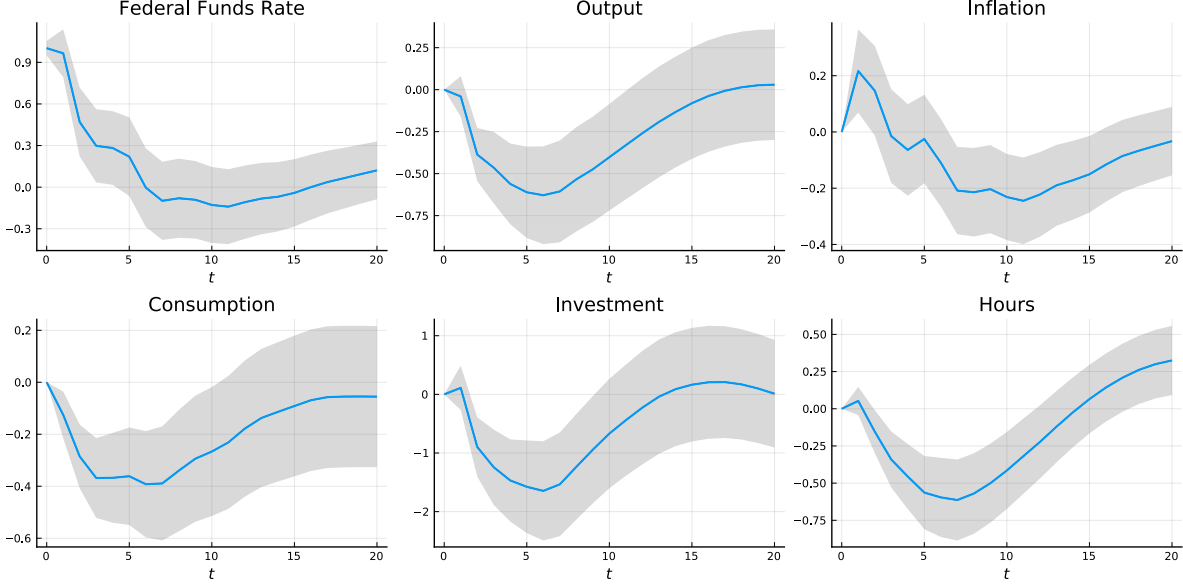 Federal Funds Rate
0.9
0.6
0.3
0.0
−0.3
0 5 10 15 20
t
Output
0.25
0.00
−0.25
−0.50
−0.75
0 5 10 15 20
t
Inflation
0.2
0.0
−0.2
−0.4
0 5 10 15 20
t
Consumption
0.2
0.0
−0.2
−0.4
−0.6
0 5 10 15 20
t
Investment
1
0
−1
−2
0 5 10 15 20
t
Hours
0.50
0.25
0.00
−0.25
−0.50
−0.75
0 5 10 15 20
t